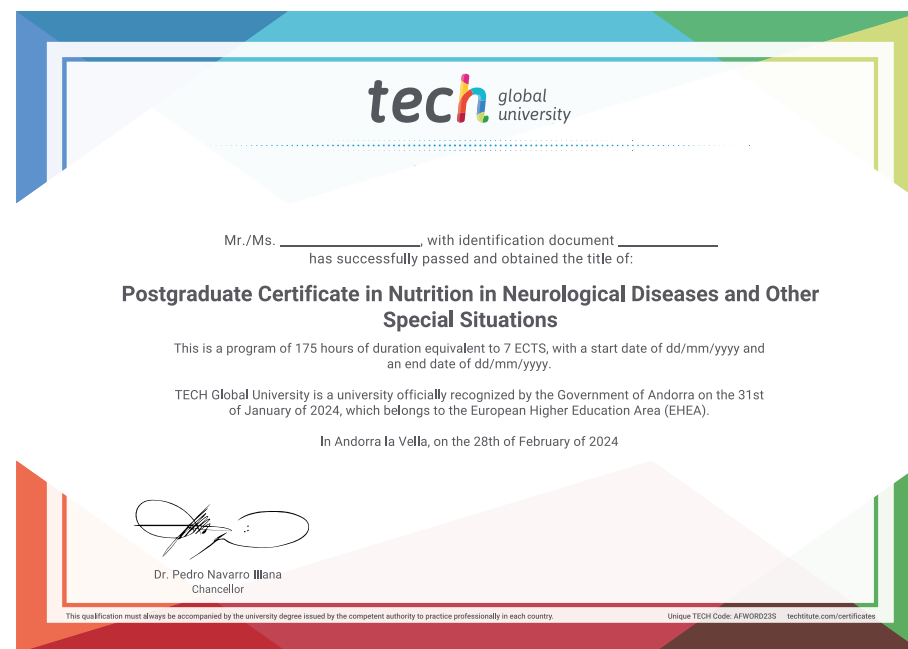 tech global university
Mr./Ms. ____________________, with identification document ______________
has successfully passed and obtained the title of:
Postgraduate Certificate in Nutrition in Neurological Diseases and Other
Special Situations
This is a program of 175 hours of duration equivalent to 7 ECTS, with a start date of dd/mm/yyyy and
an end date of dd/mm/yyyy.
TECH Global University is a university officially recognized by the Government of Andorra on the 31st
of January of 2024, which belongs to the European Higher Education Area (EHEA).
In Andorra la Vella, on the 28th of February of 2024
Dr. Pedro Navarro Illana
Chancellor
This qualification must always be accompanied by the university degree issued by the competent authority to practice professionally in each country.
Unique TECH Code: AFWORD23S techtitute.com/certificates